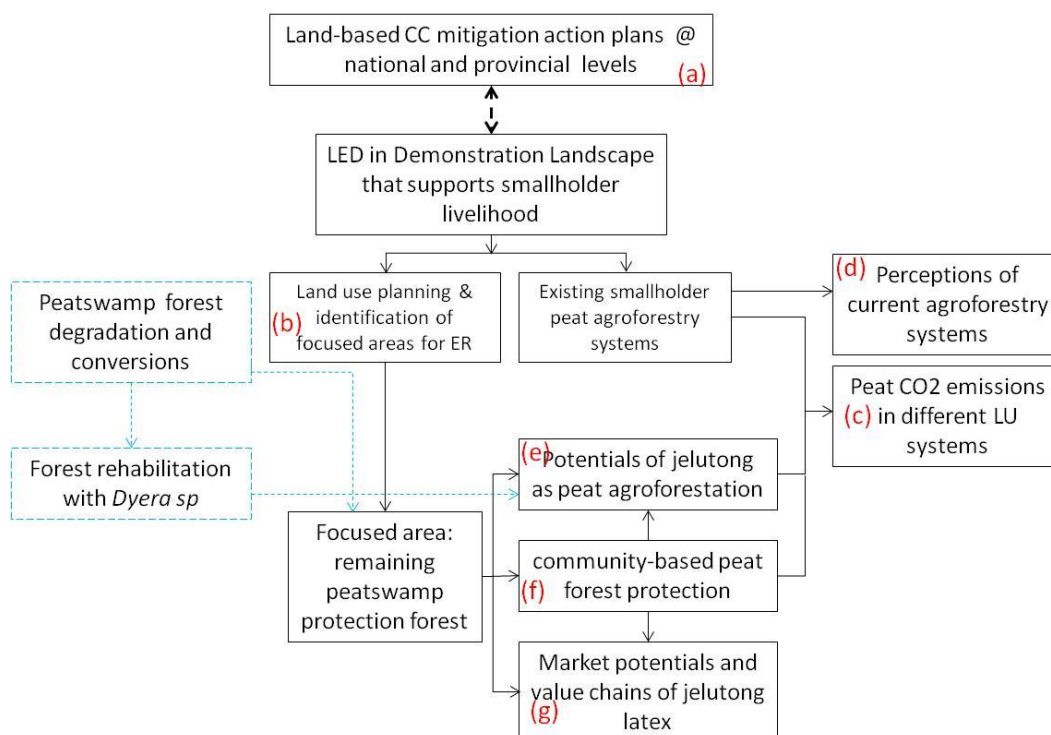 Land-based CC mitigation action plans @
national and provincial levels
(a)
LED in Demonstration Landscape
that supports smallholder
livelihood
Peatswamp forest
degradation and
conversions
Land use planning &
(b) identification of
focused areas for ER
Existing smallholder
peat agroforestry
systems
(d) Perceptions of
current agroforestry
systems
Peat CO2 emissions
(c) in different LU
systems
Forest rehabilitation
with Dyera sp
Focused area:
remaining
peatswamp
protection forest
(e)
Potentials of jelutong
as peat agroforestation
community-based peat
(f) forest protection
Market potentials and
value chains of jelutong
(g) latex